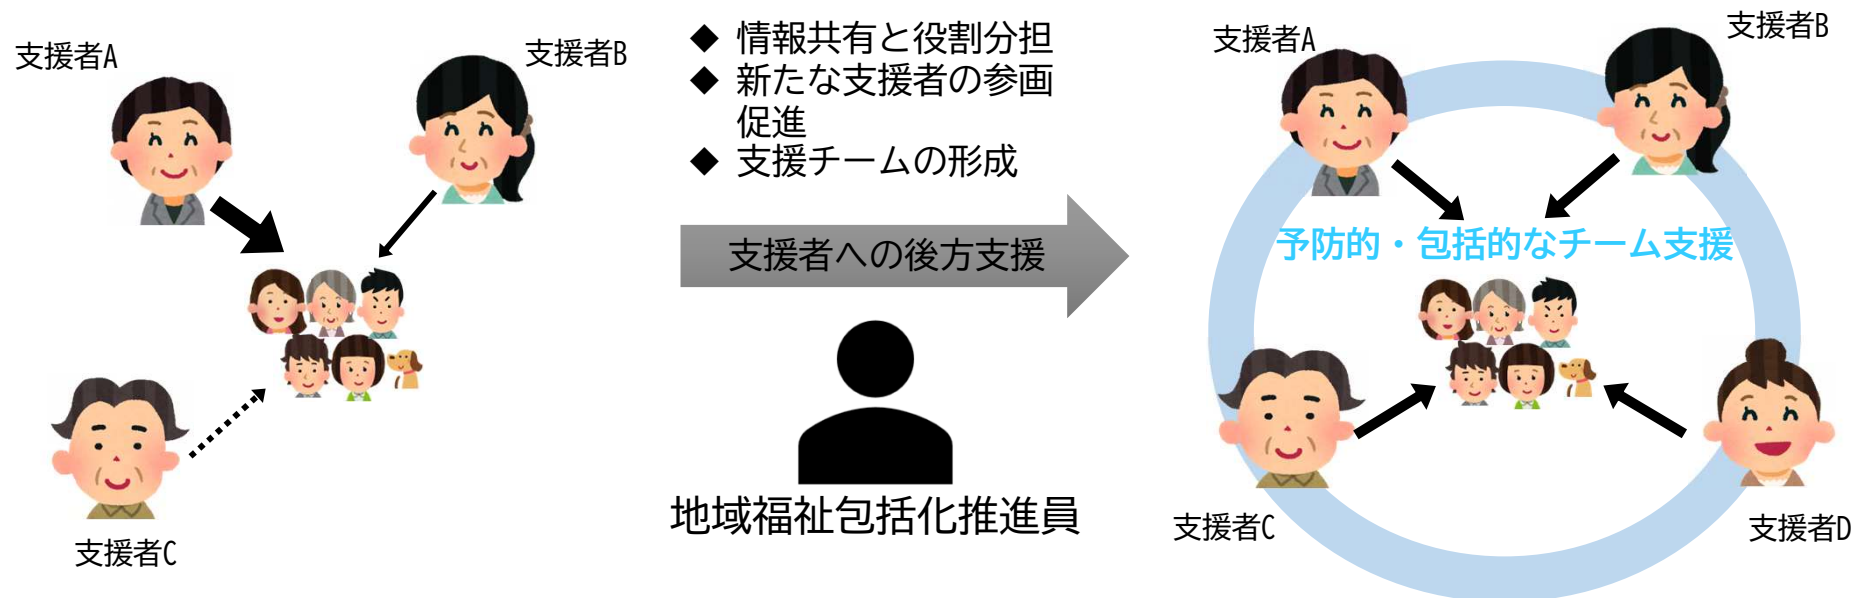 支援者A
支援者B
支援者C
◆ 情報共有と役割分担
◆ 新たな支援者の参画
促進
◆ 支援チームの形成
支援者への後方支援
地域福祉包括化推進員
支援者A
支援者B
予防的・包括的なチーム支援
支援者C
支援者D